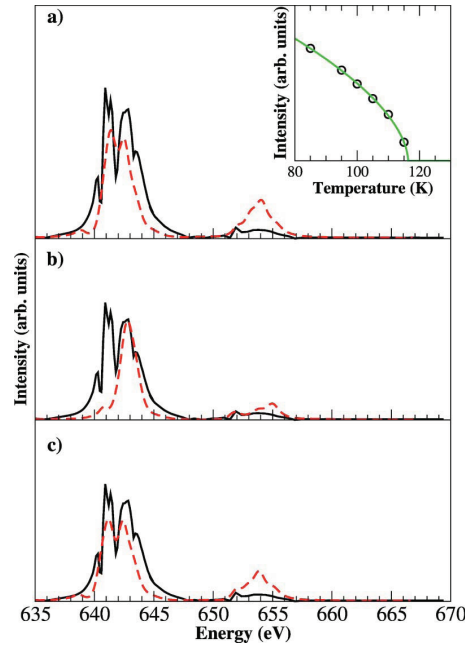 a)
Intensity (arb. units)
80 100 120
Temperature (K)
b)
Intensity (arb. units)
c)
635 640 645 650 655 660 665 670
Energy (eV)